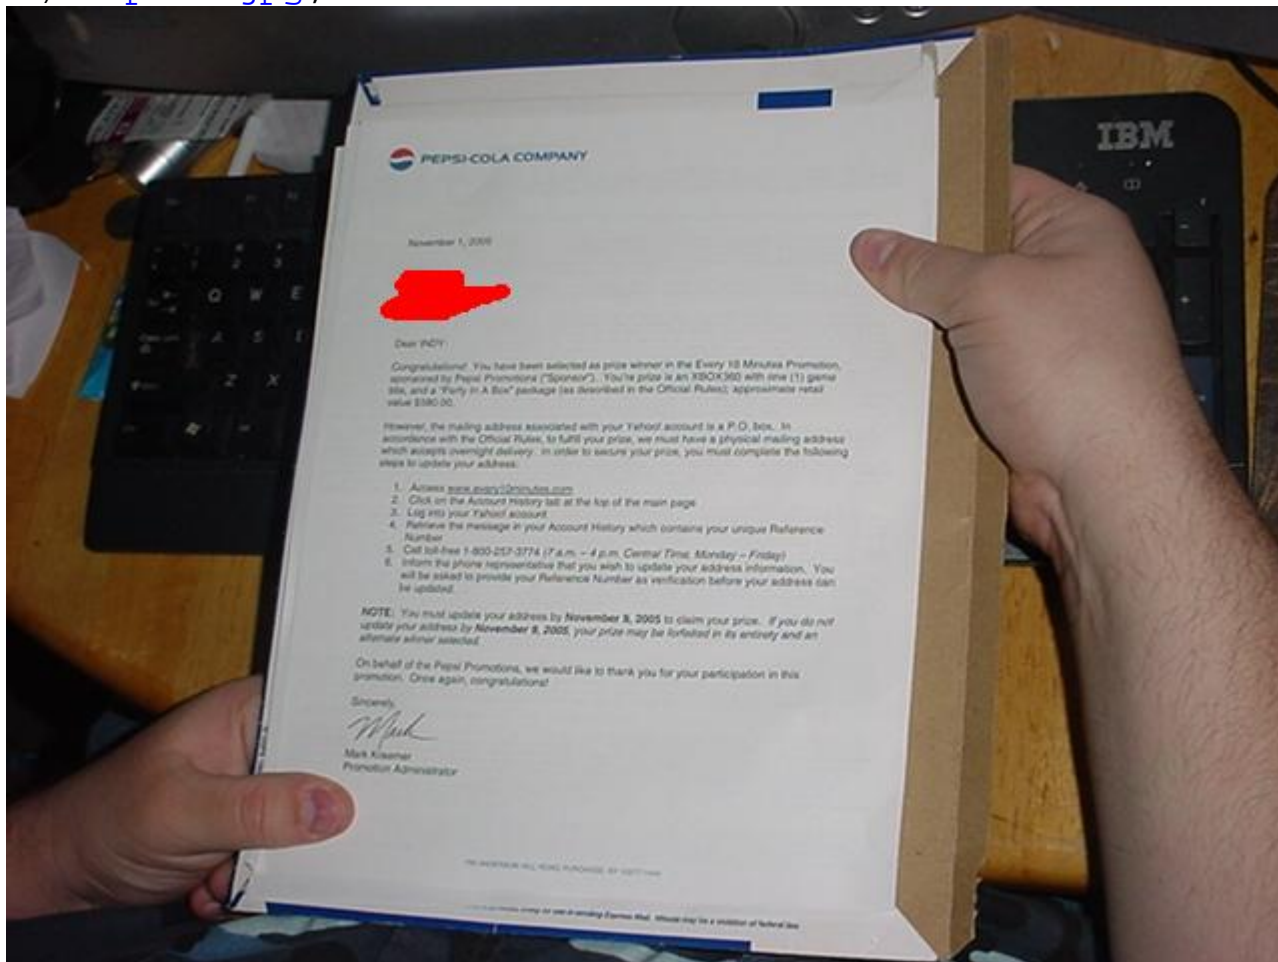 PEPSI-COLA COMPANY
IBM
November 1, 2005
Dear INDY:
Congratulations! You have been selected as prize winner in the Every 10 Minutes Promotion,
sponsored by Pepsi Promotions ("Sponsor"). You're prize is an XBOX360 with one (1) game
title, and a "Party In A Box" package (as described in the Official Rules); approximate retail
value $580.00.
However, the mailing address associated with your Yahoo! account is a P.O. box. In
accordance with the Official Rules, to fulfill your prize, we must have a physical mailing address
which accepts overnight delivery. In order to secure your prize, you must complete the following
steps to update your address:
1. Access www.every10minutes.com
2. Click on the Account History tab at the top of the main page
3. Log into your Yahoo! account
4. Retrieve the message in your Account History which contains your unique Reference
Number
5. Call toll-free 1-800-257-3774 (7 a.m. – 4 p.m. Central Time, Monday – Friday)
6. Inform the phone representative that you wish to update your address information. You
will be asked to provide your Reference Number as verification before your address can
be updated.
NOTE: You must update your address by November 9, 2005 to claim your prize. If you do not
update your address by November 9, 2005, your prize may be forfeited in its entirety and an
alternate winner selected.
On behalf of the Pepsi Promotions, we would like to thank you for your participation in this
promotion. Once again, congratulations!
Sincerely,
Mark
Mark
Promotion Administrator
Q W E
A S
Z X